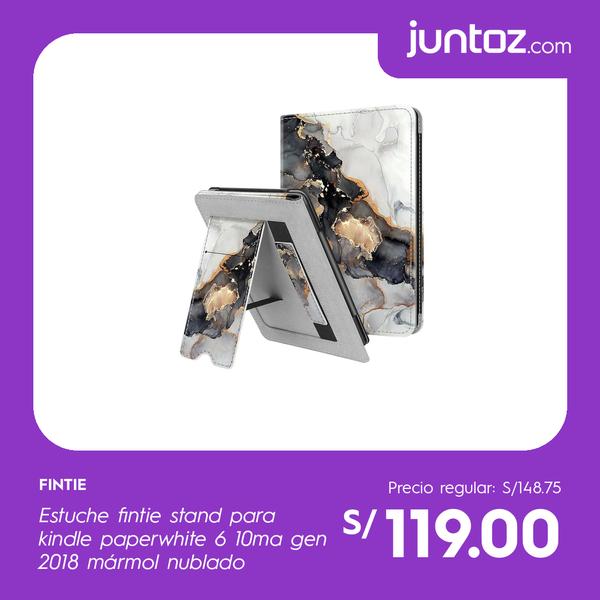 juntoz.com
FINTIE
Estuche fintie stand para
kindle paperwhite 6 10ma gen
2018 mármol nublado
Precio regular: S/148.75
S/119.00